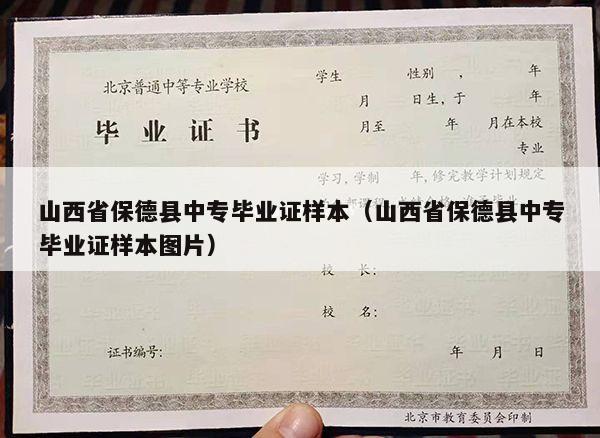 北京普通中等专业学校
毕业证书
学生 性别 , 年
月 日生,于 年
月至 年 月在本校
专业
学习,学制 年,修完教学计划规定
山西省保德县中专毕业证样本(山西省保德县中专
毕业证样本图片)
校 长:
校 名:
证书编号:
年 月 日
北京市教育委员会印制